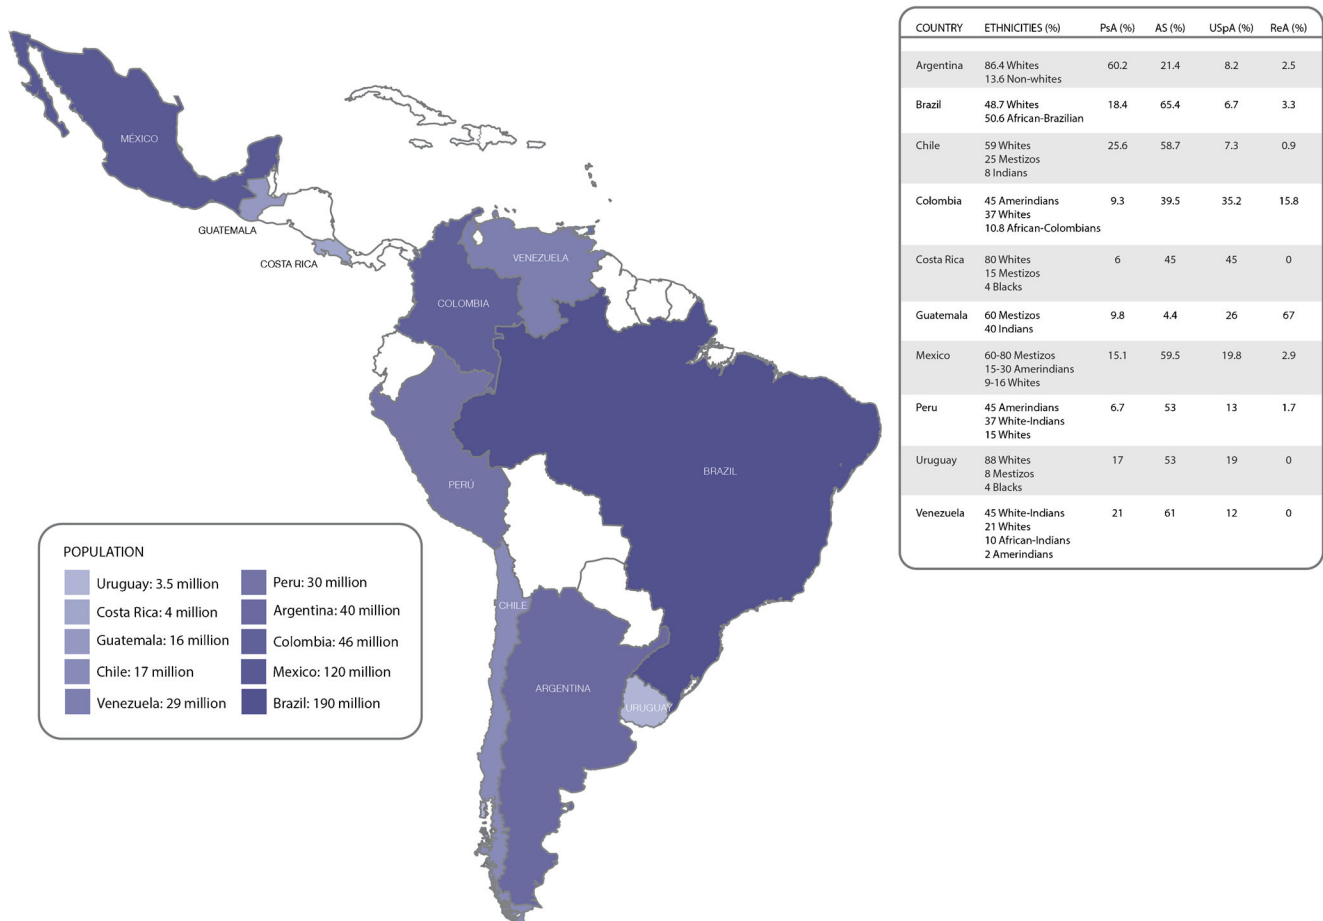 MÉXICO
GUATEMALA
COSTA RICA
VENEZUELA
COLOMBIA
PERÚ
BRAZIL
CHILE
ARGENTINA
URUGUAY
POPULATION
Uruguay: 3.5 million
Costa Rica: 4 million
Guatemala: 16 million
Chile: 17 million
Venezuela: 29 million
Peru: 30 million
Argentina: 40 million
Colombia: 46 million
Mexico: 120 million
Brazil: 190 million
COUNTRY ETHNICITIES (%) PsA (%) AS (%) USpA (%) ReA (%)
Argentina 86.4 Whites 60.2 21.4 8.2 2.5
13.6 Non-whites
Brazil 48.7 Whites 18.4 65.4 6.7 3.3
50.6 African-Brazilian
Chile 59 Whites 25.6 58.7 7.3 0.9
25 Mestizos
8 Indians
Colombia 45 Amerindians 9.3 39.5 35.2 15.8
37 Whites
10.8 African-Colombians
Costa Rica 80 Whites 6 45 45 0
15 Mestizos
4 Blacks
Guatemala 60 Mestizos 9.8 4.4 26 67
40 Indians
Mexico 60-80 Mestizos 15.1 59.5 19.8 2.9
15-30 Amerindians
9-16 Whites
Peru 45 Amerindians 6.7 53 13 1.7
37 White-Indians
15 Whites
Uruguay 88 Whites 17 53 19 0
8 Mestizos
4 Blacks
Venezuela 45 White-Indians 21 61 12 0
21 Whites
10 African-Indians
2 Amerindians